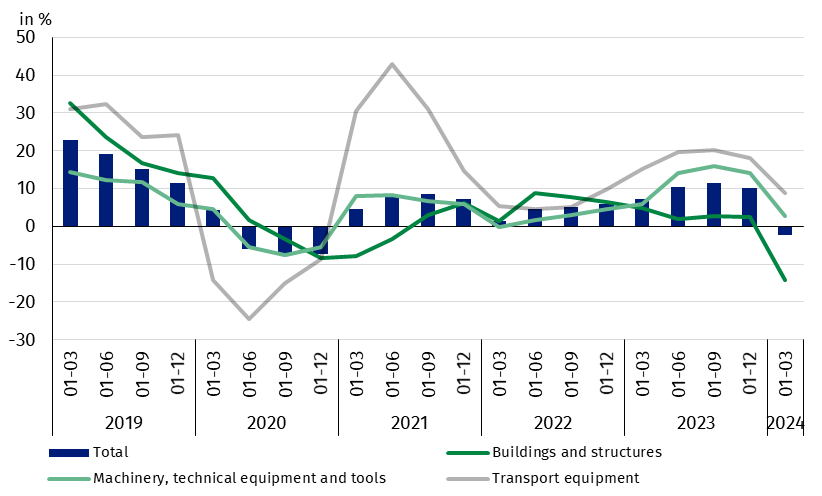 in %
50
40
30
20
10
0
-10
-20
-30
01-03 01-06 01-09 01-12 01-03 01-06 01-09 01-12 01-03 01-06 01-09 01-12 01-03 01-06 01-09 01-12 01-03 01-06 01-09 01-12 01-03
2019 2020 2021 2022 2023 2024
Total Buildings and structures
Machinery, technical equipment and tools Transport equipment